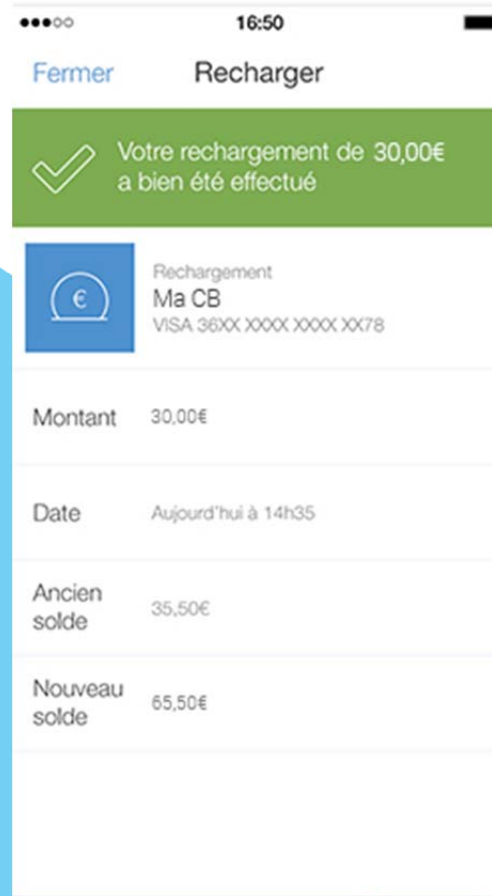 16:50
Fermer Recharger
Votre rechargement de 30,00€
a bien été effectué
€
Rechargement
Ma CB
VISA 36XX XXXX XXXX XX78
Montant 30,00€
Date Aujourd'hui à 14h35
Ancien
solde
35,50€
Nouveau
solde
65,50€